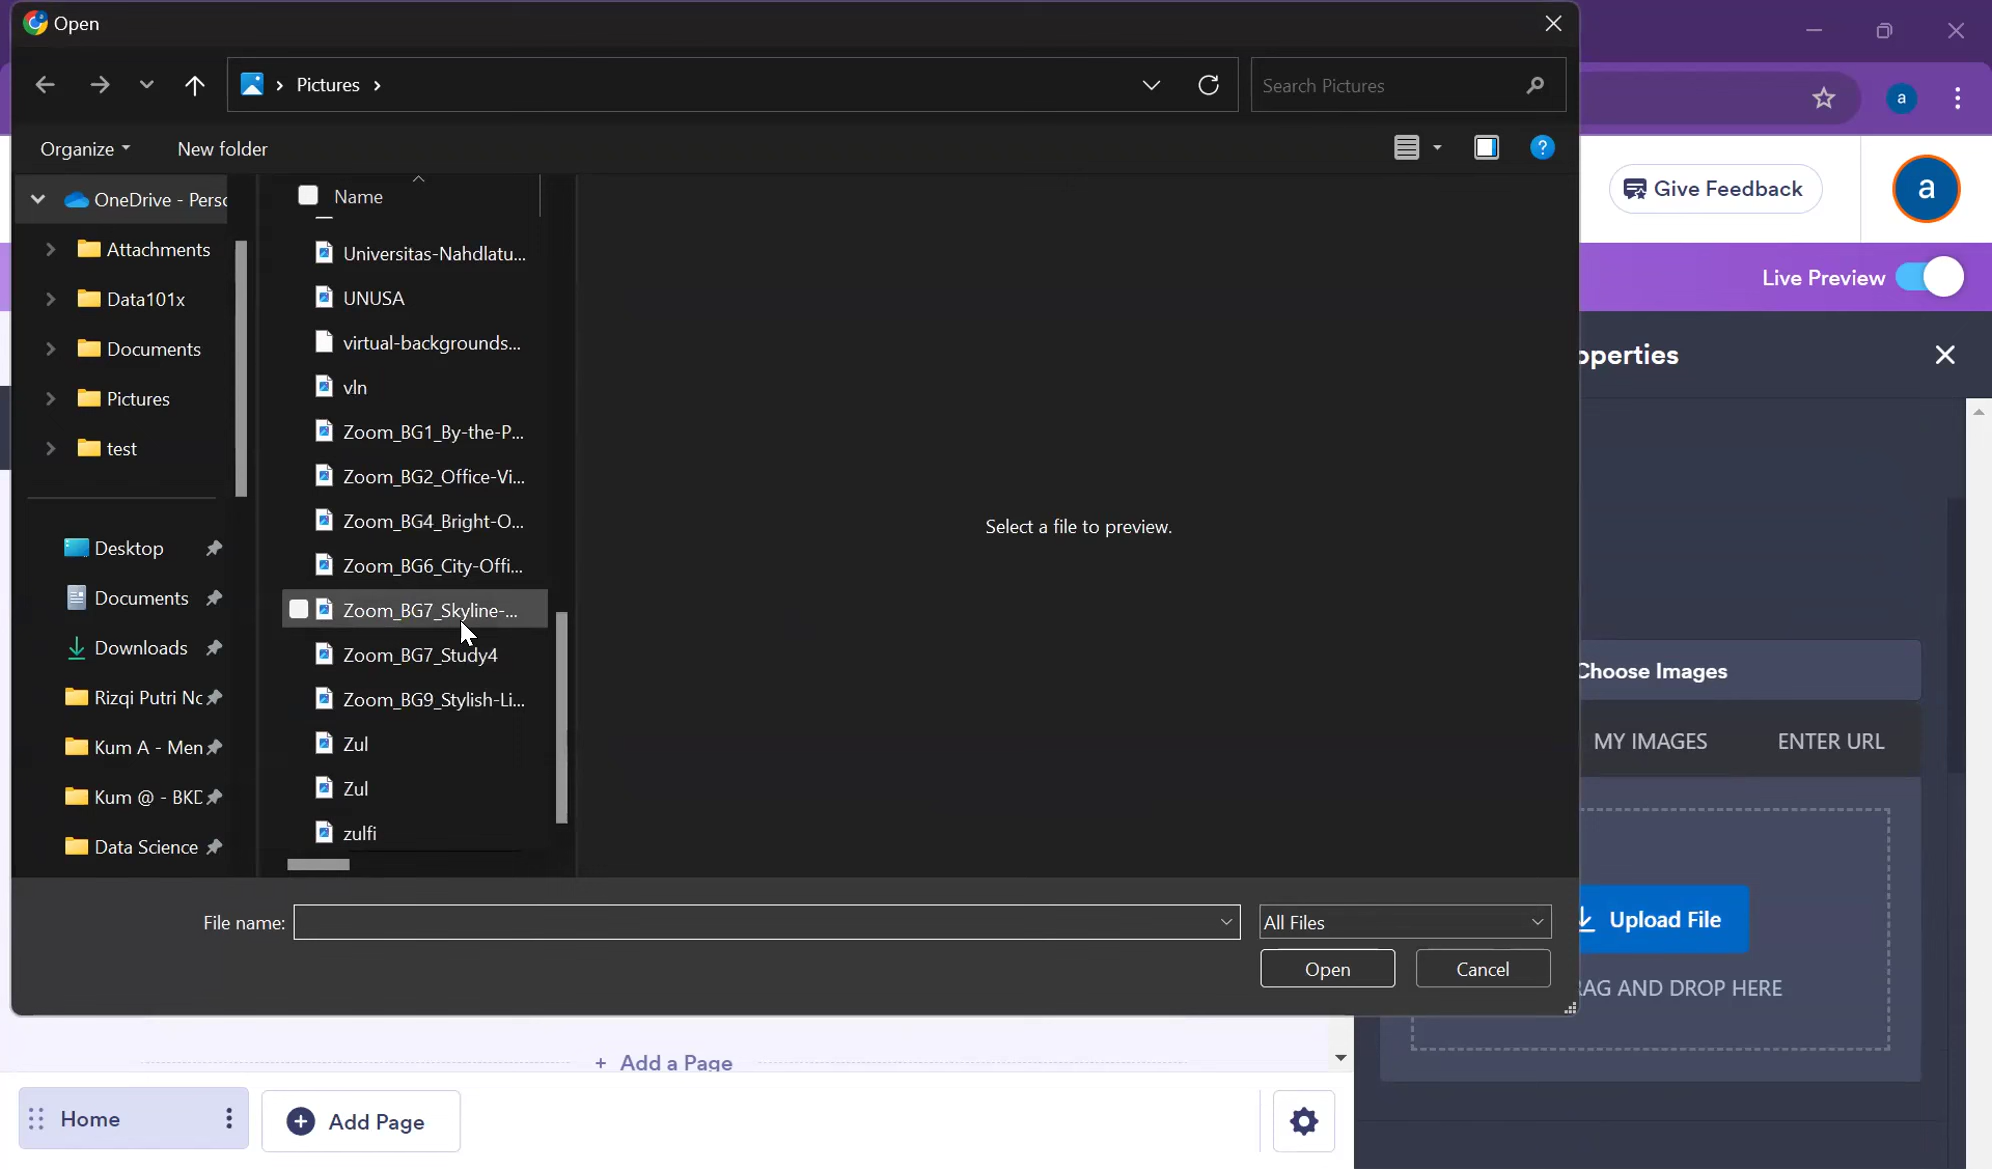 Open
Pictures
Search Pictures
Organize
New folder
?
a
Give Feedback
a
Live Preview
OneDrive - Persc
Attachments
Data101x
Documents
Pictures
test
Desktop
Documents
Downloads
Rizqi Putri Nc
Kum A - Men
Kum @ - BKD
Data Science
Name
Universitas-Nahdlatu...
UNUSA
virtual-backgrounds...
vln
Zoom_BG1_By-the-P...
Zoom_BG2_Office-Vi...
Zoom_BG4_Bright-O...
Zoom_BG6_City-Offi...
Zoom_BG7_Skyline-...
Zoom_BG7_Study4
Zoom_BG9_Stylish-Li...
Zul
Zul
zulfi
Select a file to preview.
operties
Choose Images
MY IMAGES
ENTER URL
Upload File
RAG AND DROP HERE
File name:
All Files
Open
Cancel
+ Add a Page
Home
Add Page